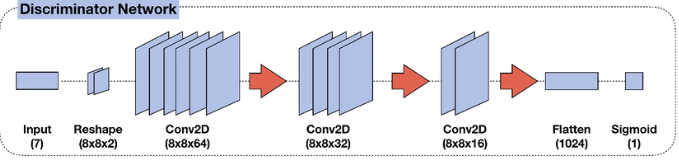 Discriminator Network
Input Reshape Conv2D Conv2D Conv2D Flatten Sigmoid
(7) (8x8x2) (8x8x64) (8x8x32) (8x8x16) (1024) (1)